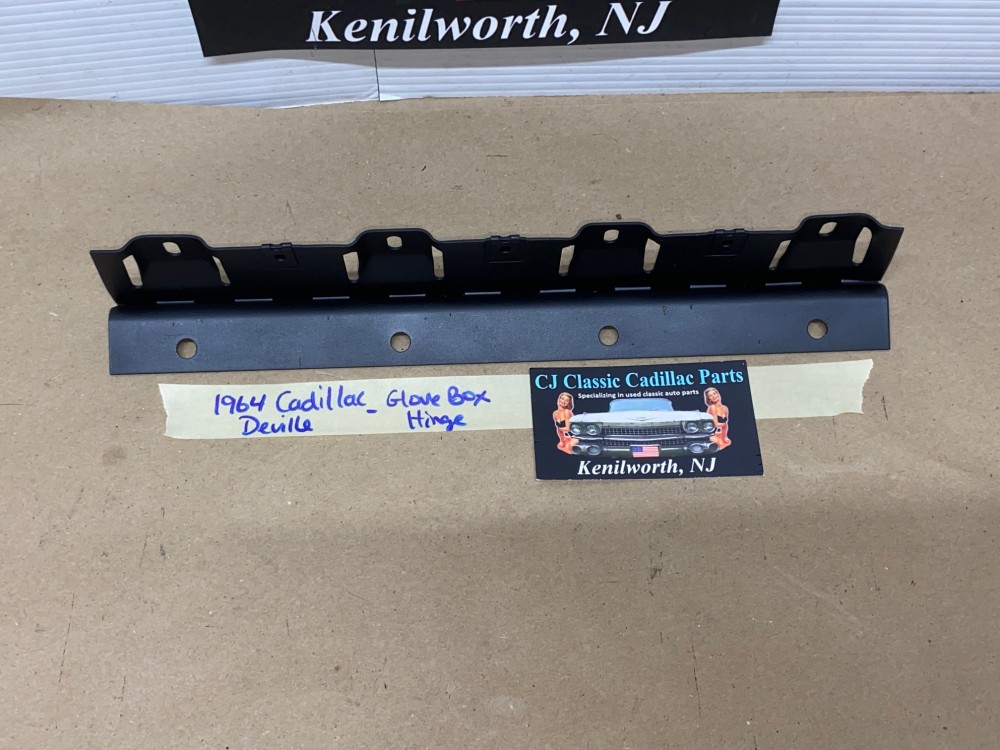 Kenilworth, NJ
1964 Cadillac - Glove Box
Deville Hinge
CJ Classic Cadillac Parts
Specializing in used classic auto parts
Kenilworth, NJ